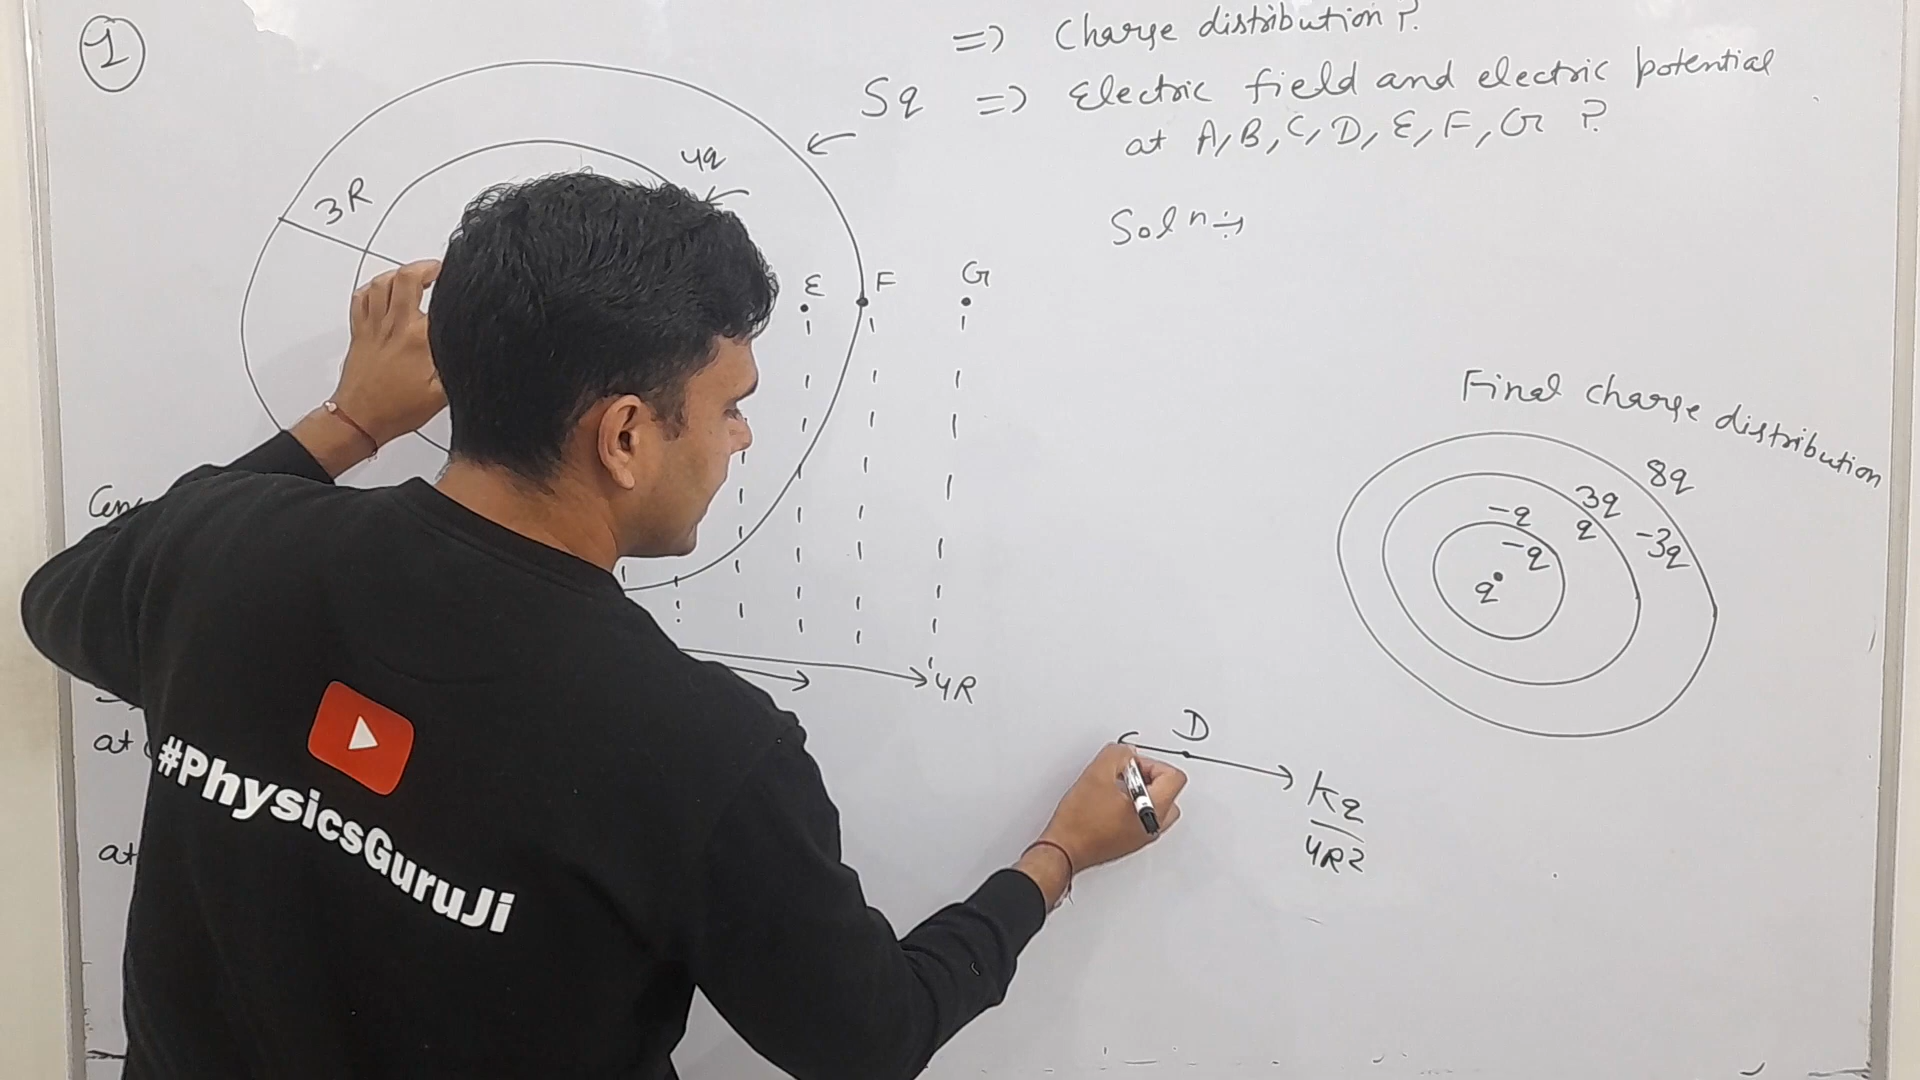 1
=) Charge distribution?
5q =) Electric field and electric potential
at A, B, C, D, E, F, G ?
4q
3R
Soln
E F G
Final charge distribution
8q
3q
-q
q
-3q
-q
q
4R
at
at
D
kq
4R2
#PhysicsGuruJi